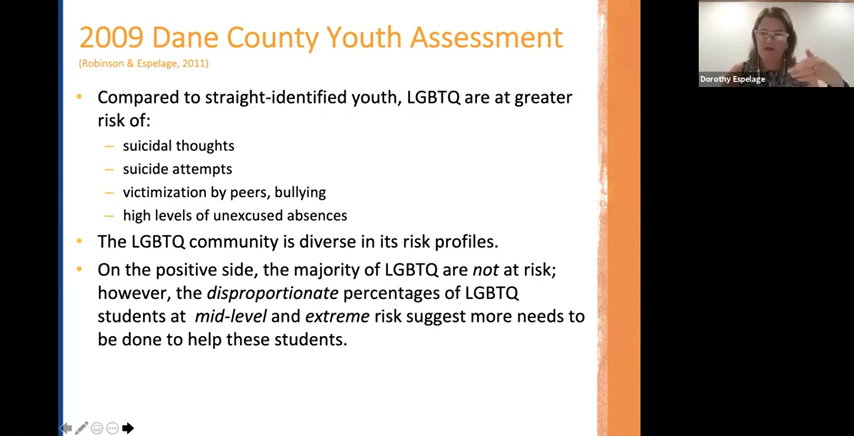 2009 Dane County Youth Assessment
(Robinson & Espelage, 2011)
• Compared to straight-identified youth, LGBTQ are at greater
risk of:
– suicidal thoughts
– suicide attempts
– victimization by peers, bullying
– high levels of unexcused absences
• The LGBTQ community is diverse in its risk profiles.
• On the positive side, the majority of LGBTQ are not at risk;
however, the disproportionate percentages of LGBTQ
students at mid-level and extreme risk suggest more needs to
be done to help these students.
Dorothy Espelage